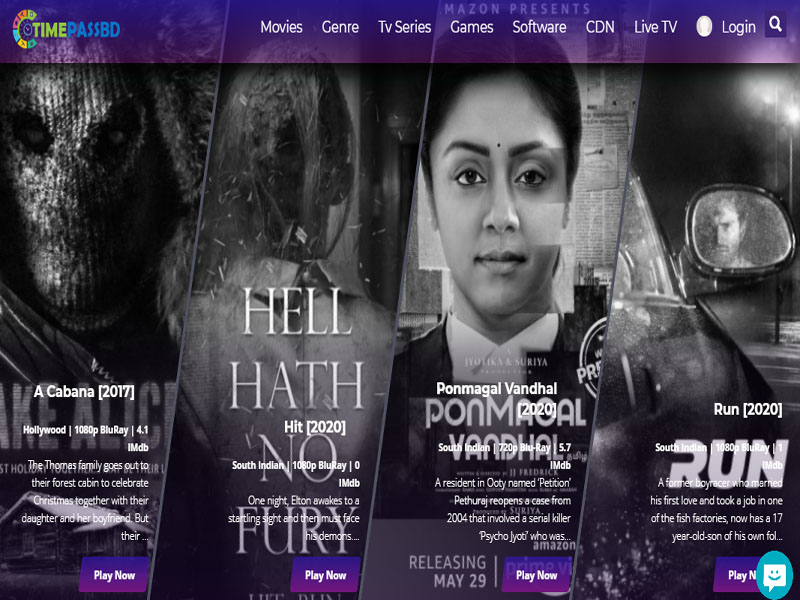 TIMEPASSBD
Movies Genre Tv Series Games Software CDN Live TV Login
MAZON PRESENTS
A Cabana [2017]
Hollywood | 1080p BluRay | 4.1
IMdb
The Thomas family goes out to
their forest cabin to celebrate
Christmas together with their
daughter and her boyfriend. But
their ...
Play Now
HELL
HATH
NO
FURY
Hit [2020]
South Indian | 1080p BluRay | 0
IMdb
One night, Elton awakes to a
startling sight and then must face
his demons....
Play Now
JYOTIKA & SURIYA
PRODUCTION
Ponmagal Vandhal
[2020]
PONMAGAL
VANDHAL
South Indian | 720p Blu-Ray | 5.7
IMdb
A resident in Ooty named 'Petition'
Pethuraj reopens a case from
2004 that involved a serial killer
'Psycho Jyoti' who was...
WRITTEN & DIRECTED BY JJ FREDRICK
SURIYA
amazon
prime vi
RELEASING
MAY 29
Play Now
Run [2020]
RUN
South Indian | 1080p BluRay | 1
IMdb
A former boyracer who married
his first love and took a job in one
of the fish factories, now has a 17
year-old-son of his own fol...
Play N